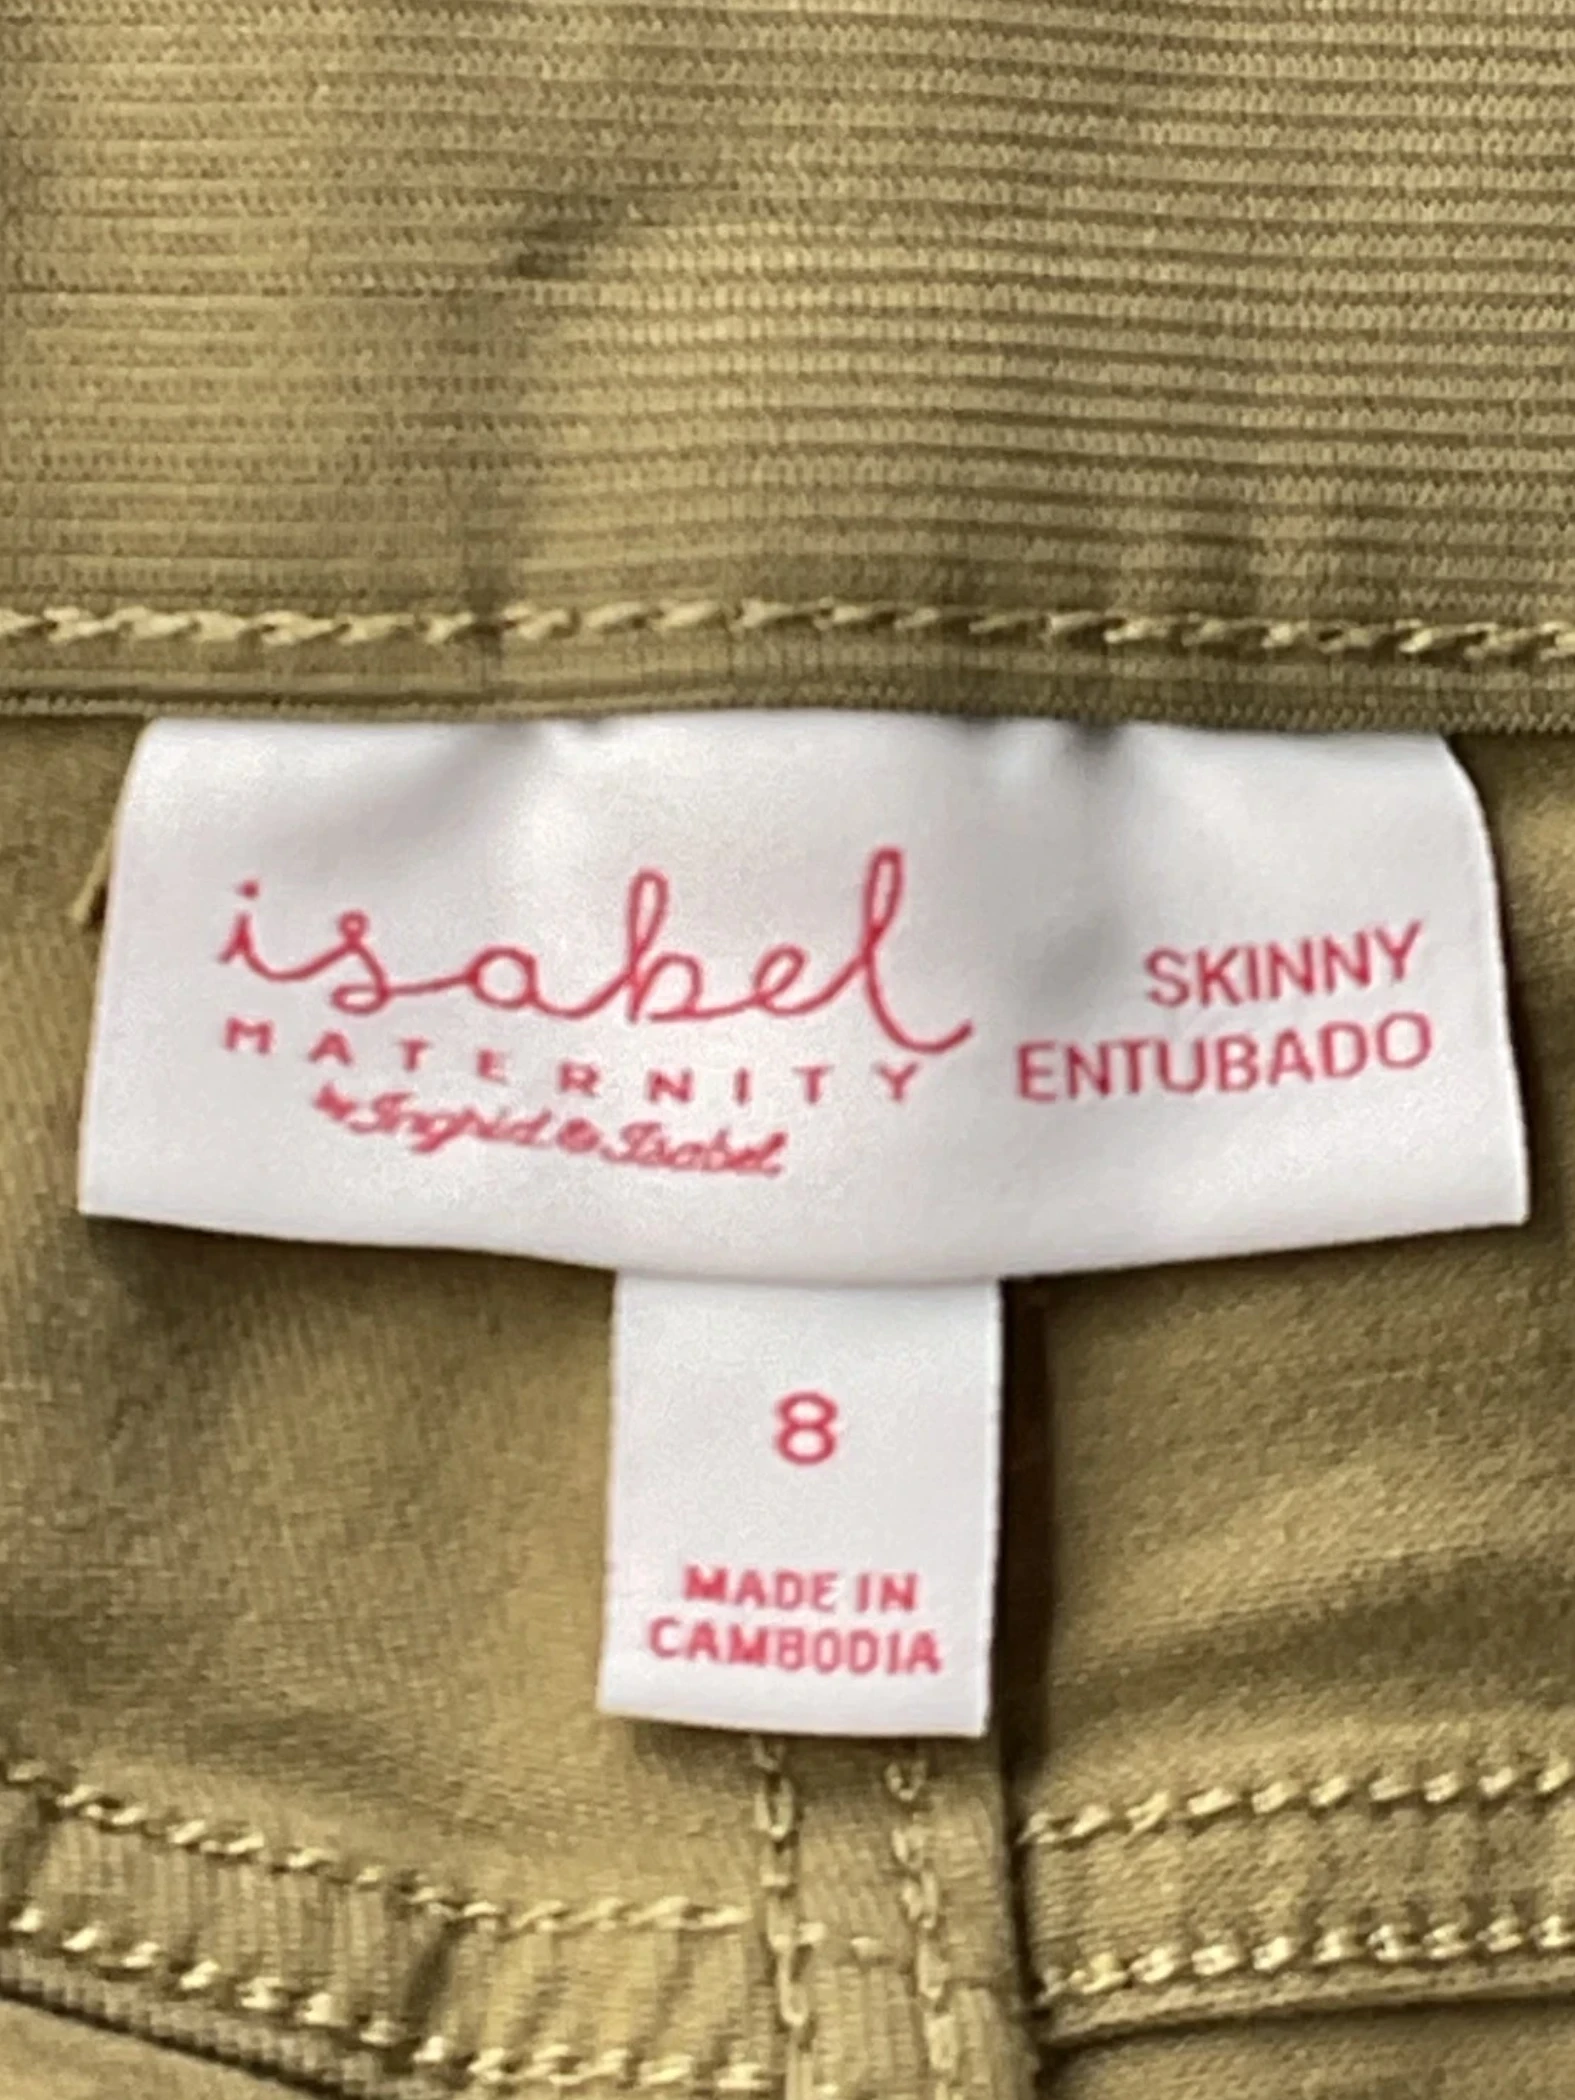 isabel
MATERNITY
by Ingrid & Isabel
SKINNY
ENTUBADO
8
MADE IN
CAMBODIA